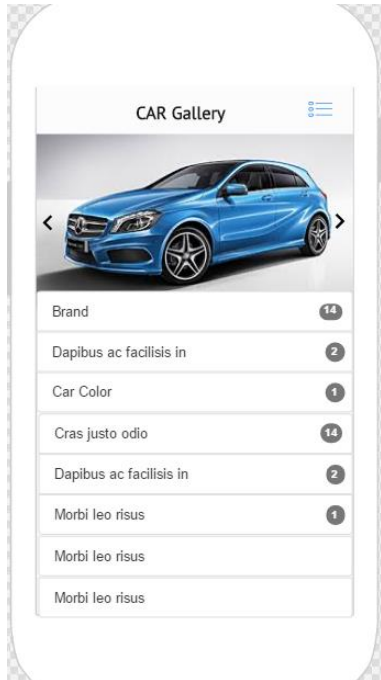 CAR Gallery
Brand 14
Dapibus ac facilisis in 2
Car Color 1
Cras justo odio 14
Dapibus ac facilisis in 2
Morbi leo risus 1
Morbi leo risus
Morbi leo risus